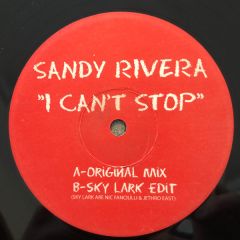 SANDY RIVERA
"I CAN'T STOP"
A-ORIGINAL MIX
B-SKY LARK EDIT
(SKY LARK ARE NIC FANCIULLI & JETHRO EAST)